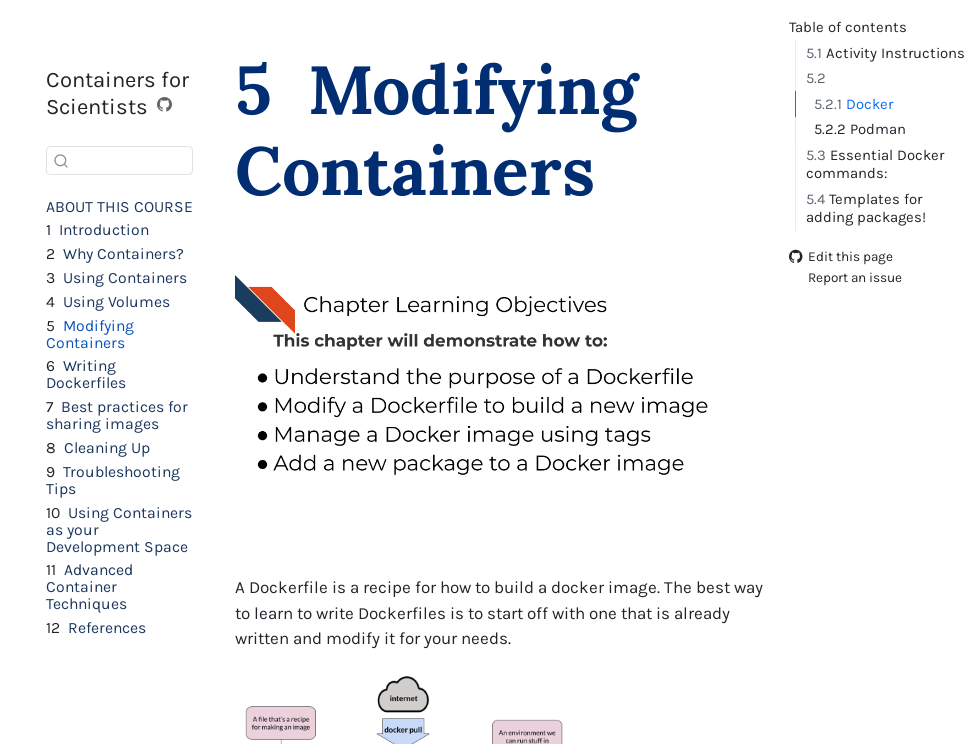 Containers for
Scientists
ABOUT THIS COURSE
1 Introduction
2 Why Containers?
3 Using Containers
4 Using Volumes
5 Modifying
Containers
6 Writing
Dockerfiles
7 Best practices for
sharing images
8 Cleaning Up
9 Troubleshooting
Tips
10 Using Containers
as your
Development Space
11 Advanced
Container
Techniques
12 References
5 Modifying
Containers
Chapter Learning Objectives
This chapter will demonstrate how to:
● Understand the purpose of a Dockerfile
● Modify a Dockerfile to build a new image
● Manage a Docker image using tags
● Add a new package to a Docker image
A Dockerfile is a recipe for how to build a docker image. The best way
to learn to write Dockerfiles is to start off with one that is already
written and modify it for your needs.
internet
A file that's a recipe
for making an image
docker pull
An environment we
can run stuff in
Table of contents
5.1 Activity Instructions
5.2
5.2.1 Docker
5.2.2 Podman
5.3 Essential Docker
commands:
5.4 Templates for
adding packages!
Edit this page
Report an issue